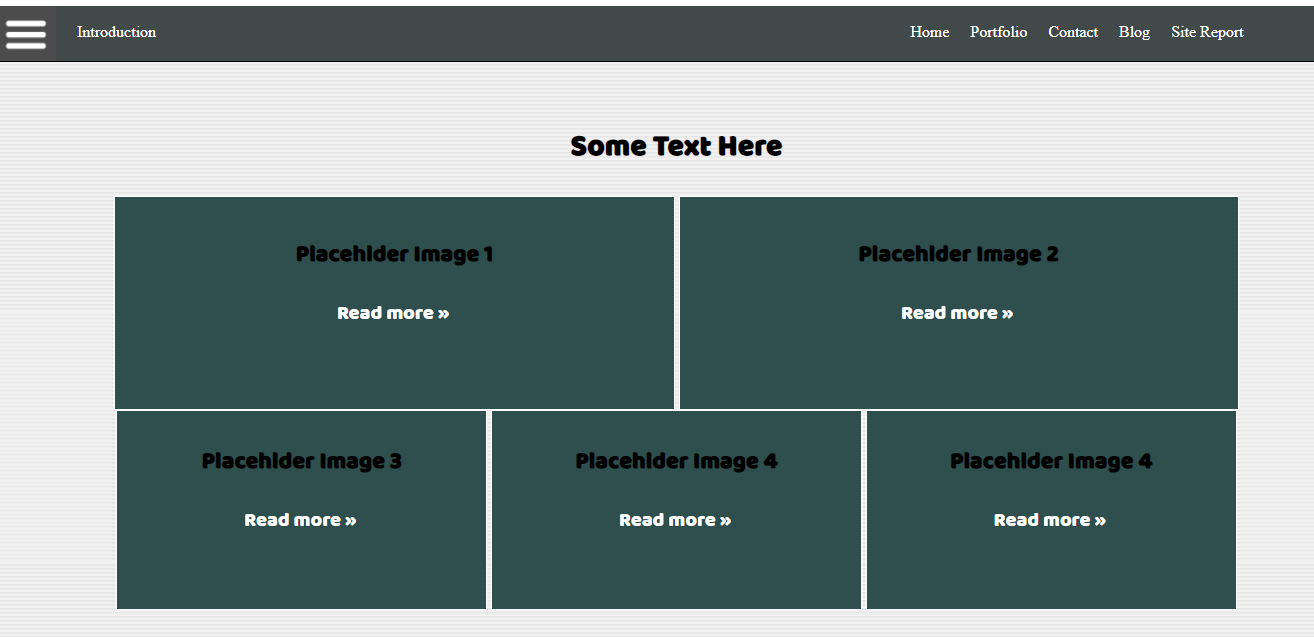 Introduction Home Portfolio Contact Blog Site Report
Some Text Here
Placehlder Image 1 Placehlder Image 2
Read more » Read more »
Placehlder Image 3 Placehlder Image 4 Placehlder Image 4
Read more » Read more » Read more »